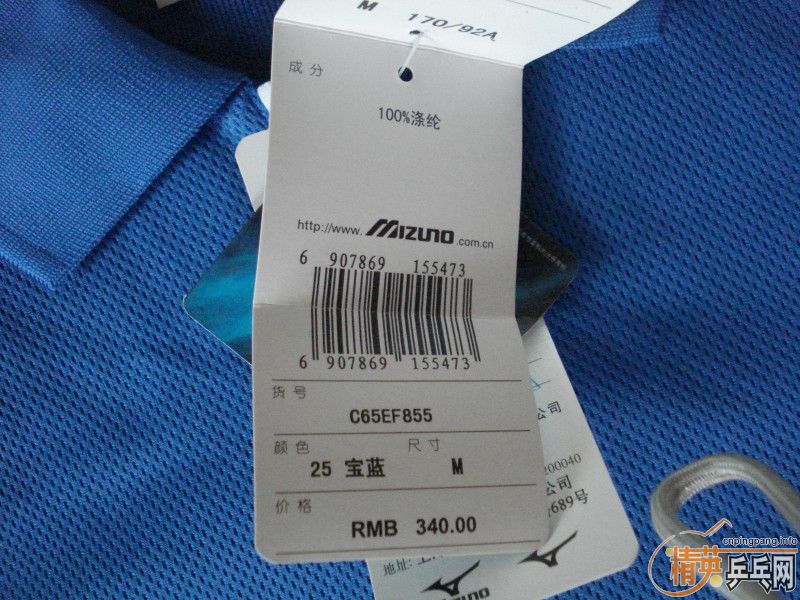 M 170/92A
成分
100%涤纶
http://www.MIZUNO.com.cn
6 907869 155473
6 907869 155473
货号
C65EF855
颜色 尺寸
25 宝蓝 M
价格
RMB 340.00
公司
200040
公司
689号
地址:
MIZUNO
cnpingpang.info
精英乒乓网